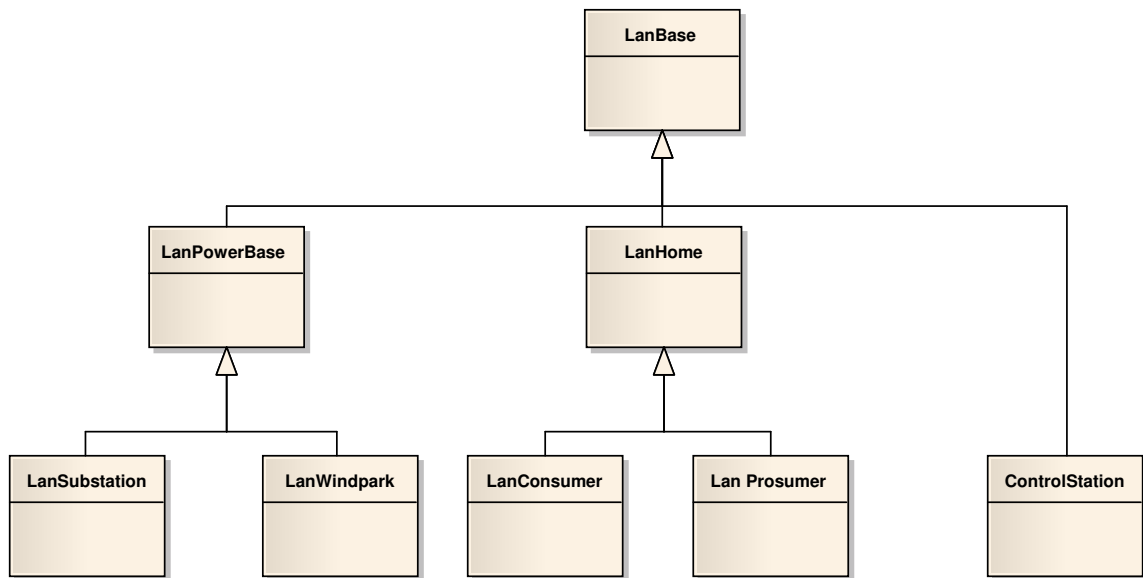 LanBase
LanPowerBase
LanHome
LanSubstation
LanWindpark
LanConsumer
Lan Prosumer
ControlStation